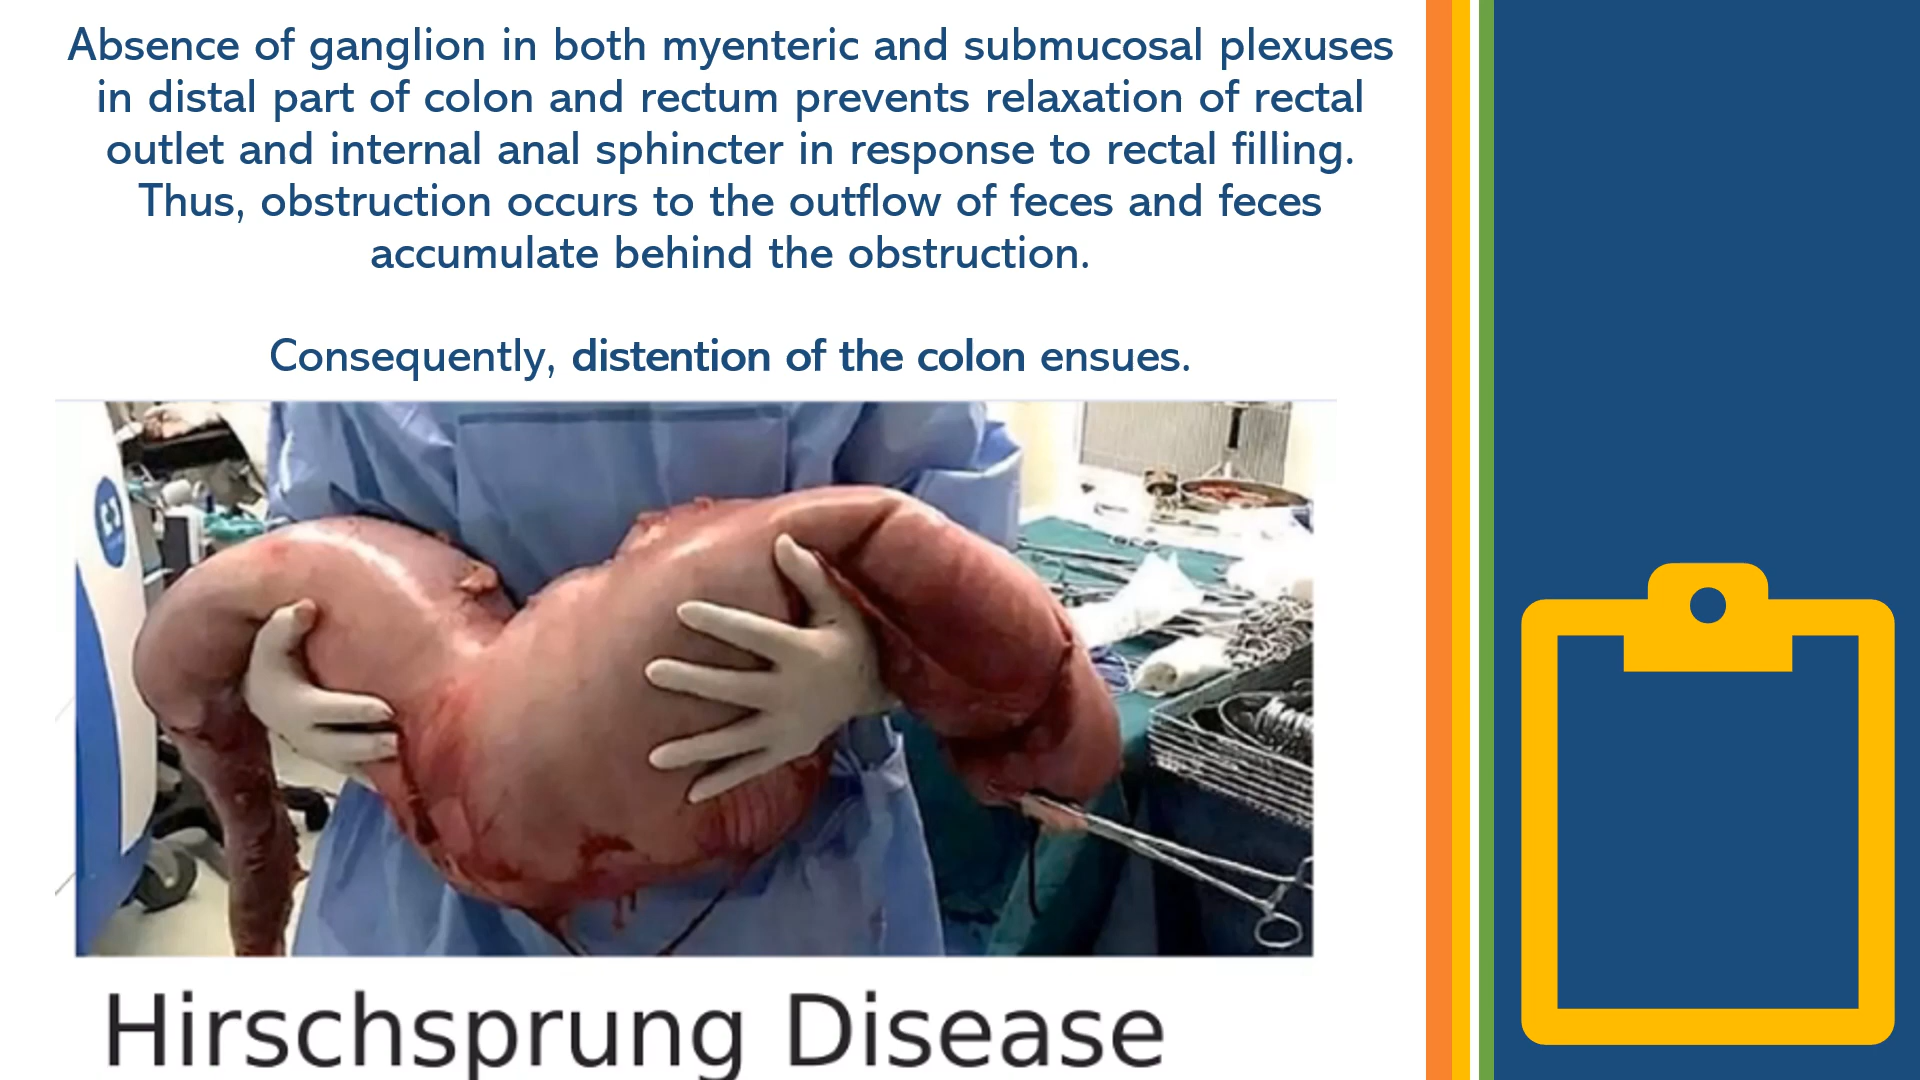 Absence of ganglion in both myenteric and submucosal plexuses
in distal part of colon and rectum prevents relaxation of rectal
outlet and internal anal sphincter in response to rectal filling.
Thus, obstruction occurs to the outflow of feces and feces
accumulate behind the obstruction.
Consequently, distention of the colon ensues.
Hirschsprung Disease